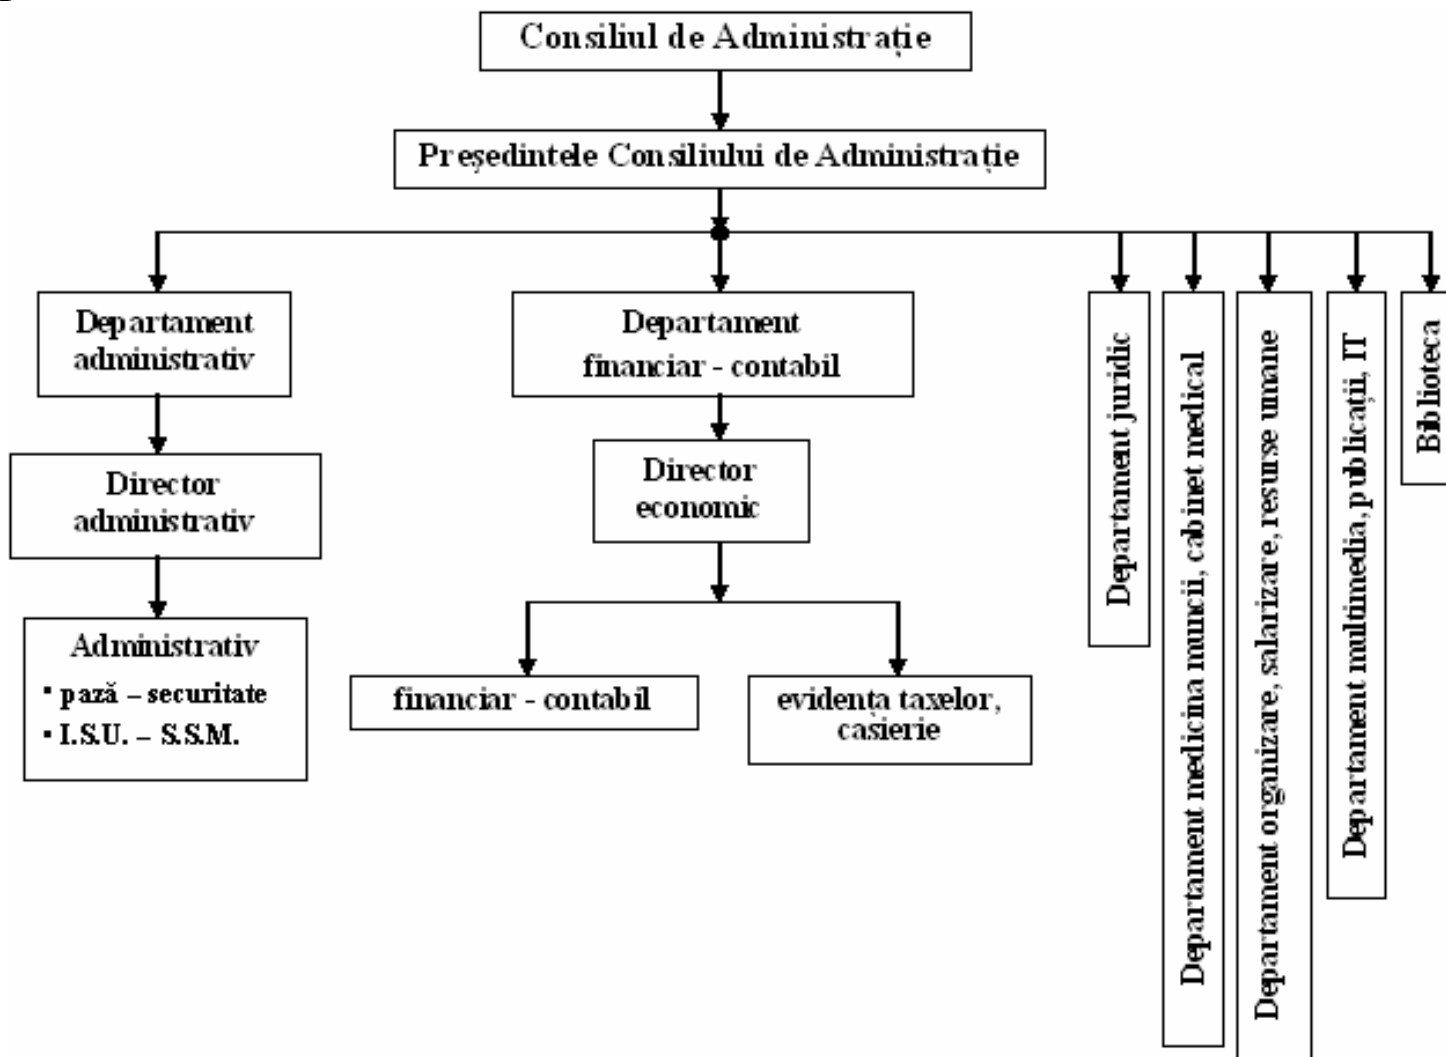 Consiliul de Administrație
Președintele Consiliului de Administrație
Departament
administrativ
Departament
financiar - contabil
Departament juridic
Departament medicina muncii, cabinet medical
Departament organizare, salarizare, resurse umane
Departament multimedia, publicații, IT
Biblioteca
Director
administrativ
Director
economic
Administrativ
▪ pază – securitate
▪ I.S.U. – S.S.M.
financiar - contabil
evidența taxelor,
casierie